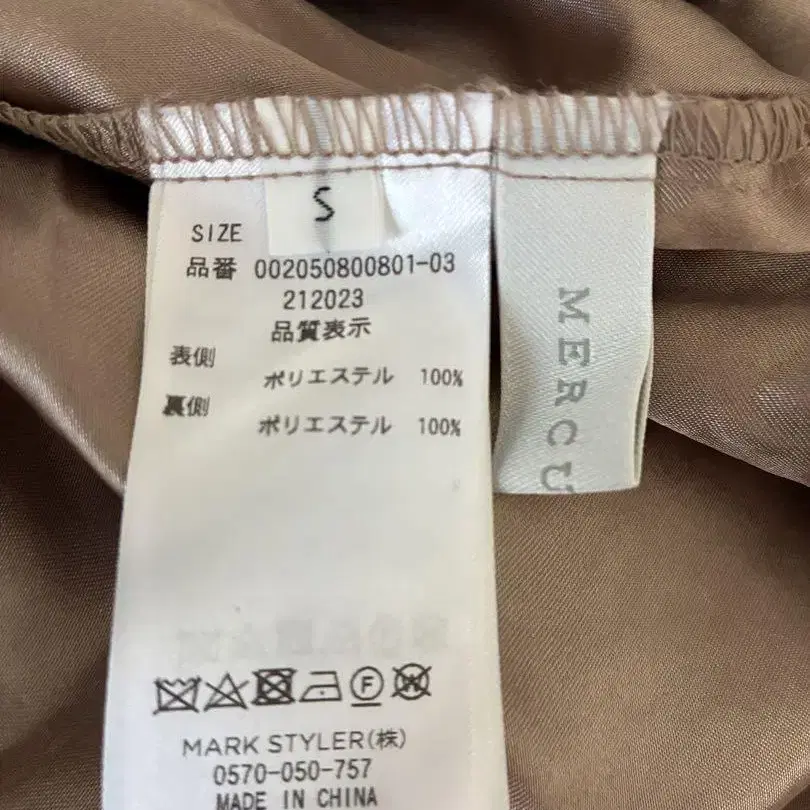 S
SIZE
品番 002050800801-03
212023
品質表示
表側
ポリエステル 100%
裏側
ポリエステル 100%
F
W
MARK STYLER(株)
0570-050-757
MADE IN CHINA
MERCU